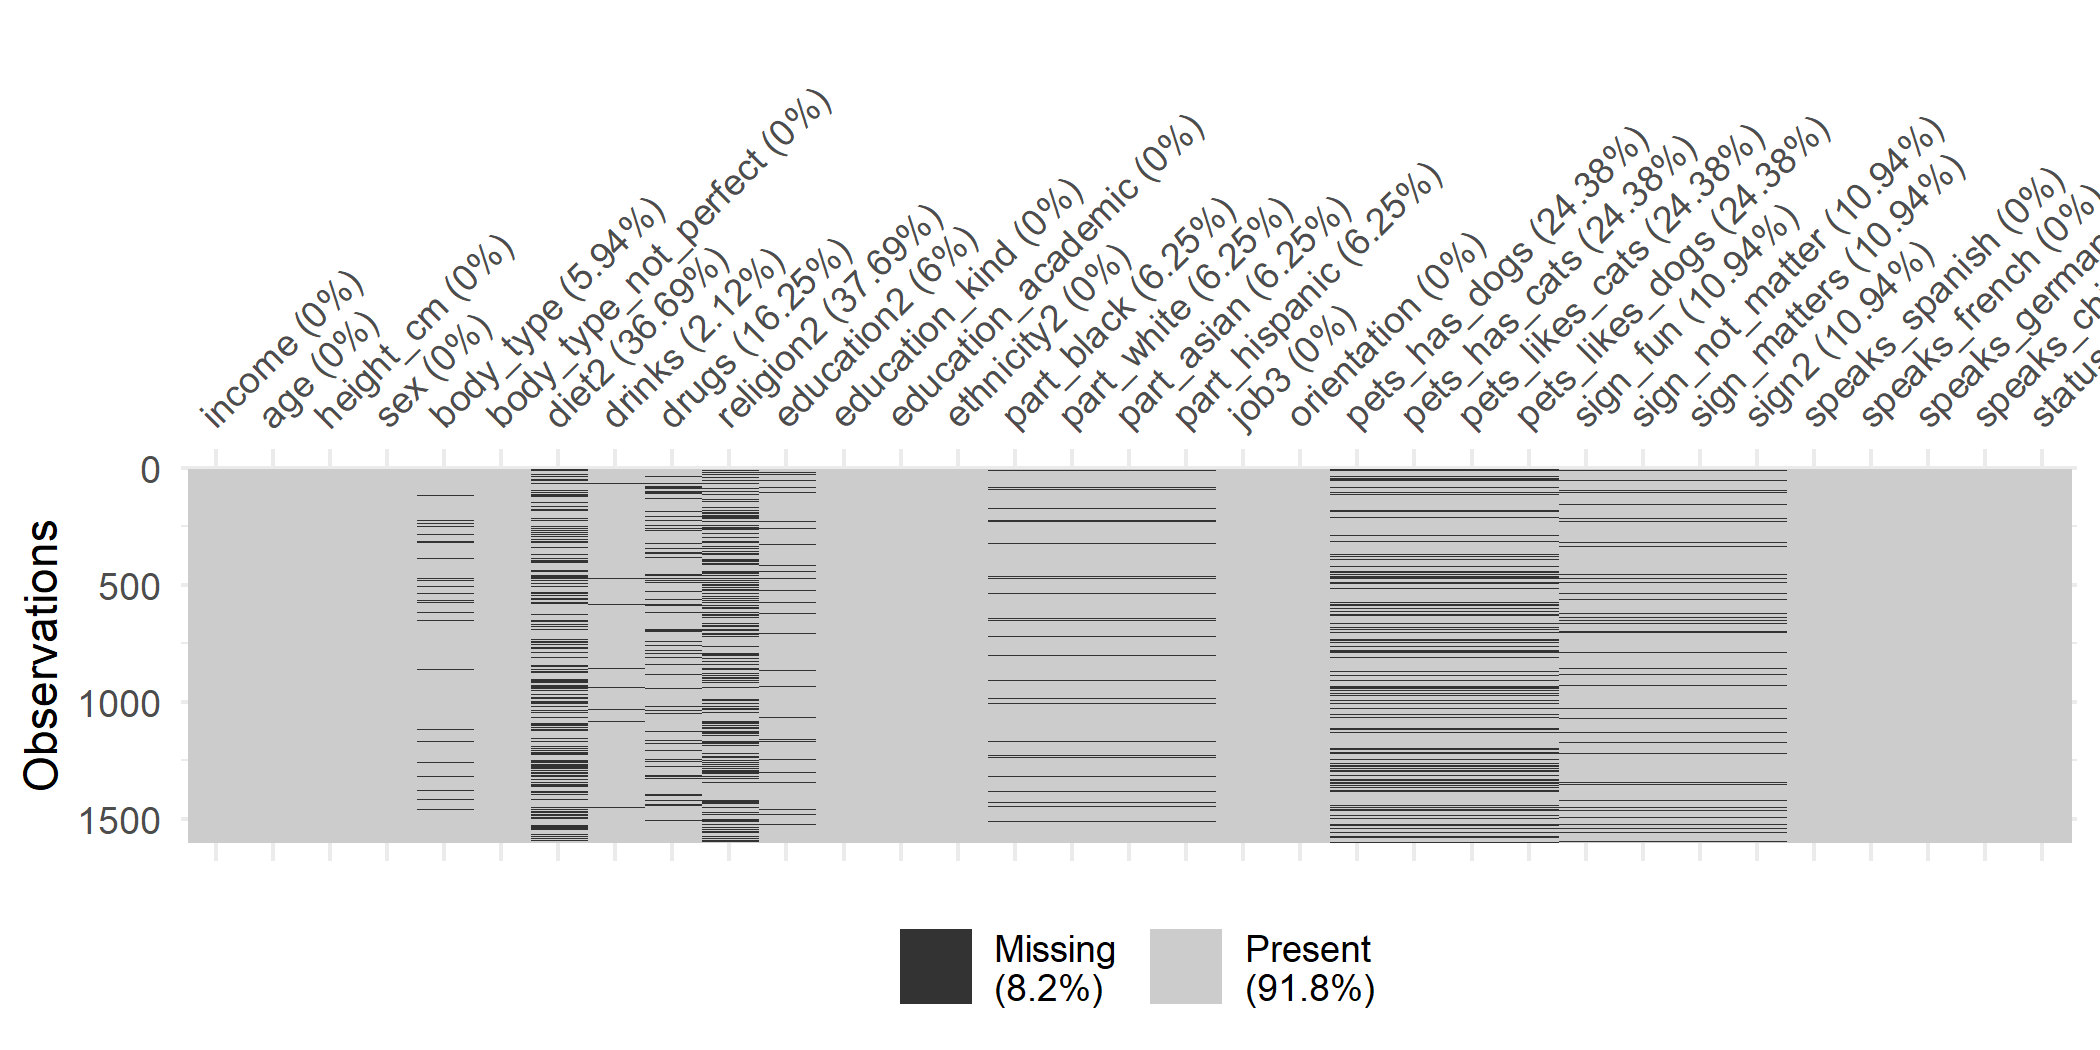 income (0%)
age (0%)
height_cm (0%)
sex (0%)
body_type (5.94%)
body_type_not_perfect (0%)
diet2 (36.69%)
drinks (2.12%)
drugs (16.25%)
religion2 (37.69%)
education2 (6%)
education_kind (0%)
education_academic (0%)
ethnicity2 (0%)
part_black (6.25%)
part_white (6.25%)
part_asian (6.25%)
part_hispanic (6.25%)
job3 (0%)
orientation (0%)
pets_has_dogs (24.38%)
pets_has_cats (24.38%)
pets_likes_cats (24.38%)
pets_likes_dogs (24.38%)
sign_fun (10.94%)
sign_not_matter (10.94%)
sign_matters (10.94%)
sign2 (10.94%)
speaks_spanish (0%)
speaks_french (0%)
speaks_german
speaks_chi
status
0
500
1000
1500
Observations
Missing
(8.2%)
Present
(91.8%)